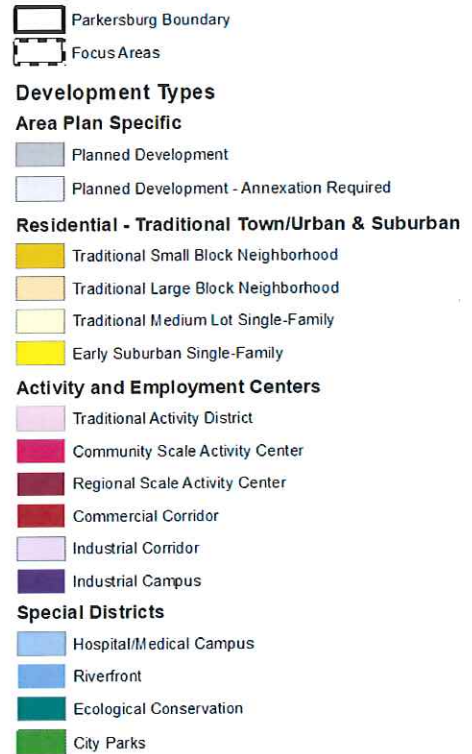 Parkersburg Boundary
Focus Areas
Development Types
Area Plan Specific
Planned Development
Planned Development - Annexation Required
Residential - Traditional Town/Urban & Suburban
Traditional Small Block Neighborhood
Traditional Large Block Neighborhood
Traditional Medium Lot Single-Family
Early Suburban Single-Family
Activity and Employment Centers
Traditional Activity District
Community Scale Activity Center
Regional Scale Activity Center
Commercial Corridor
Industrial Corridor
Industrial Campus
Special Districts
Hospital/Medical Campus
Riverfront
Ecological Conservation
City Parks